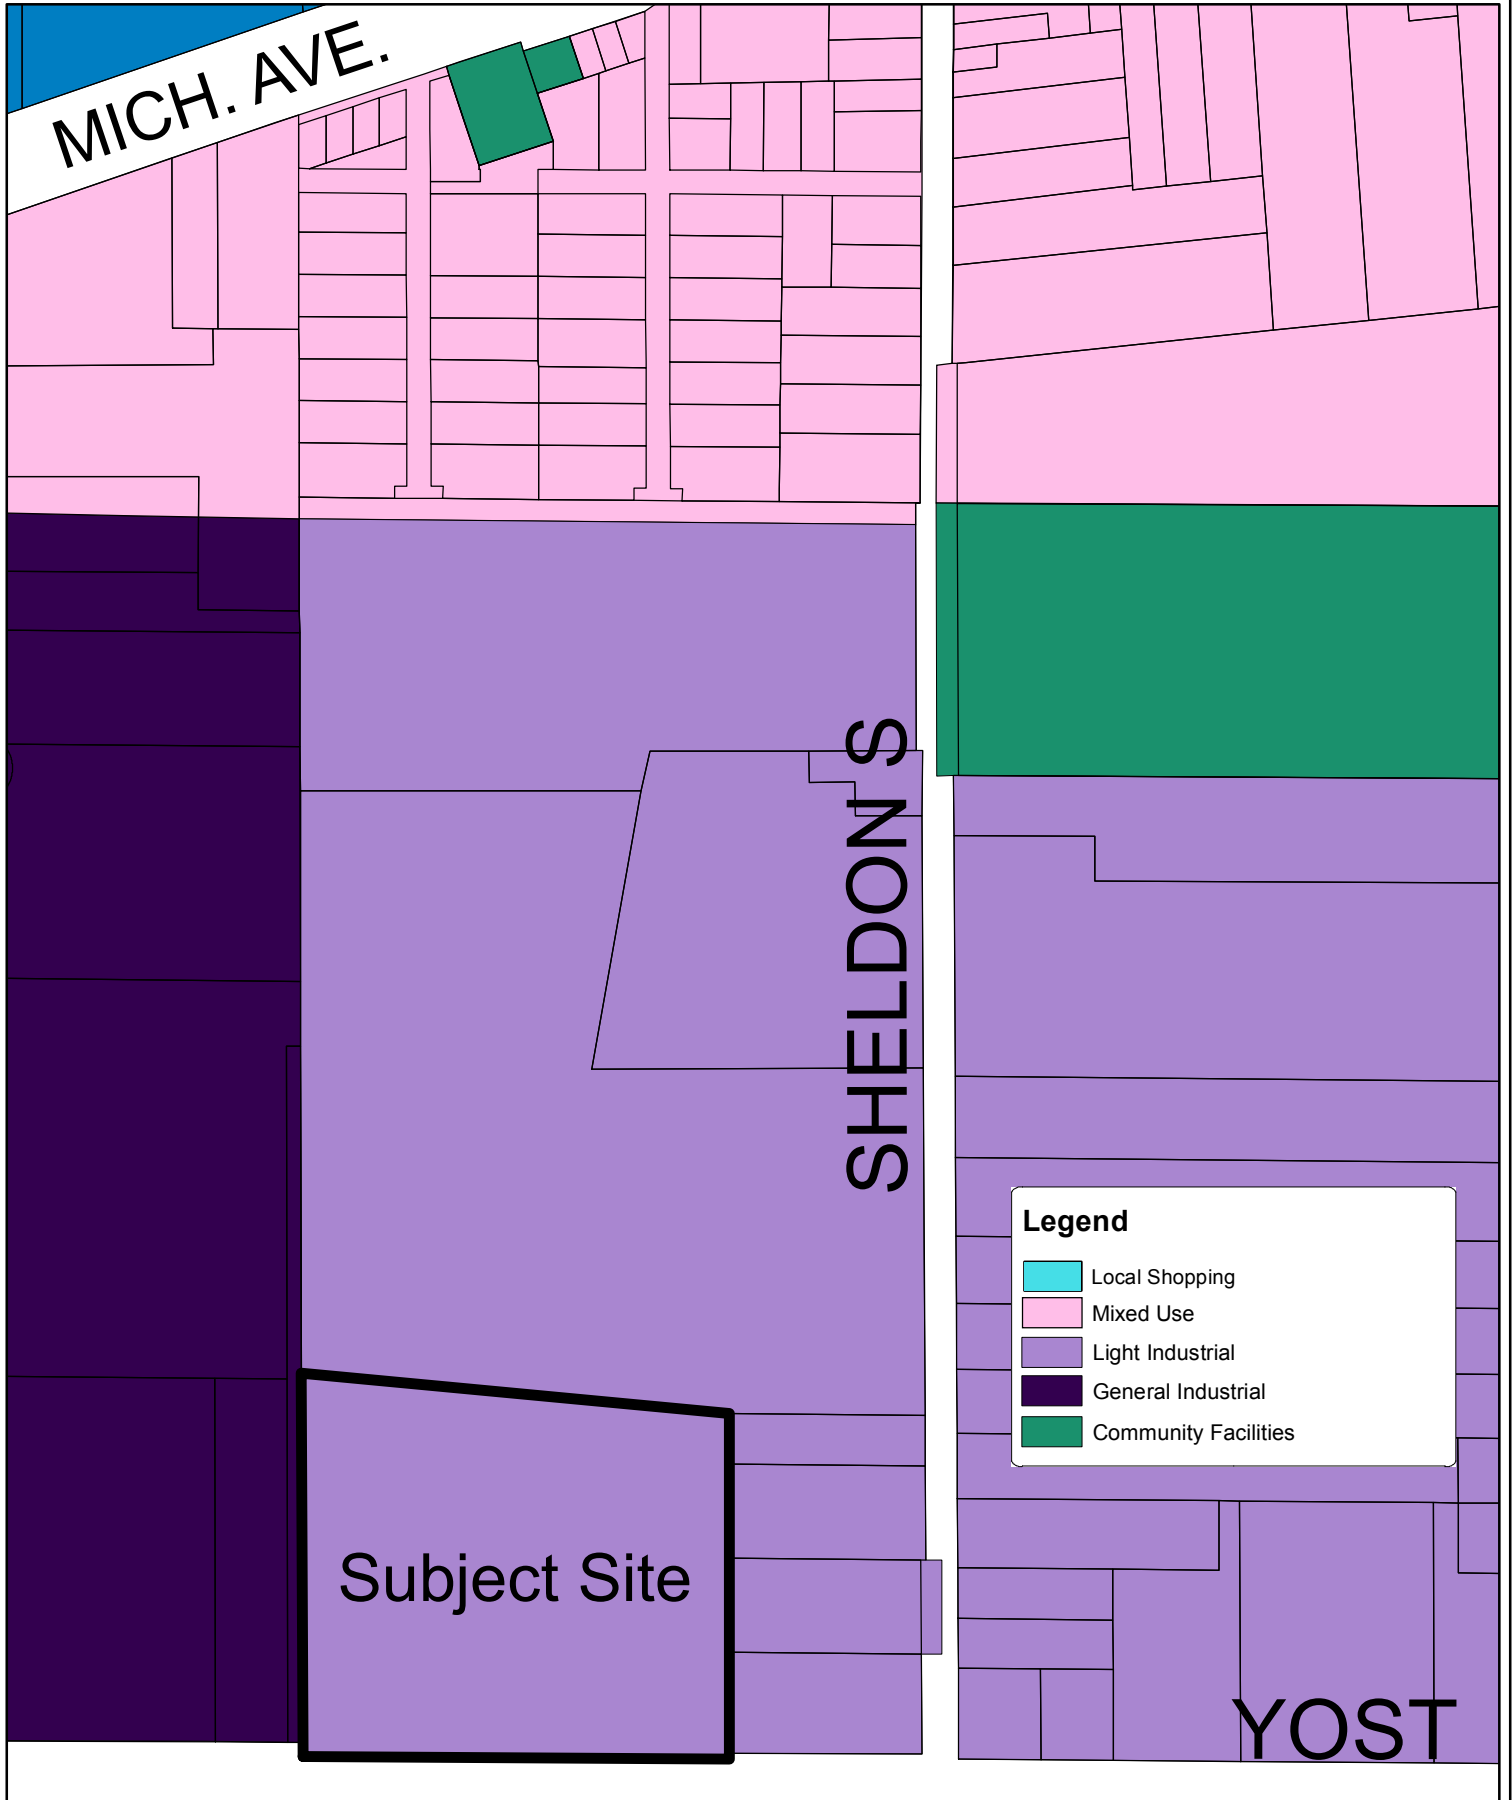 MICH. AVE.
SHELDON S
Legend
Local Shopping
Mixed Use
Light Industrial
General Industrial
Community Facilities
Subject Site
YOST